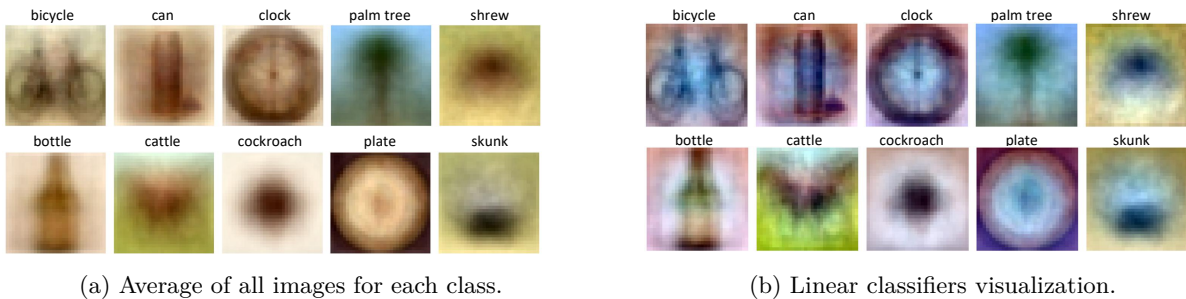 bicycle can clock palm tree shrew
bottle cattle cockroach plate skunk
(a) Average of all images for each class.
bicycle can clock palm tree shrew
bottle cattle cockroach plate skunk
(b) Linear classifiers visualization.